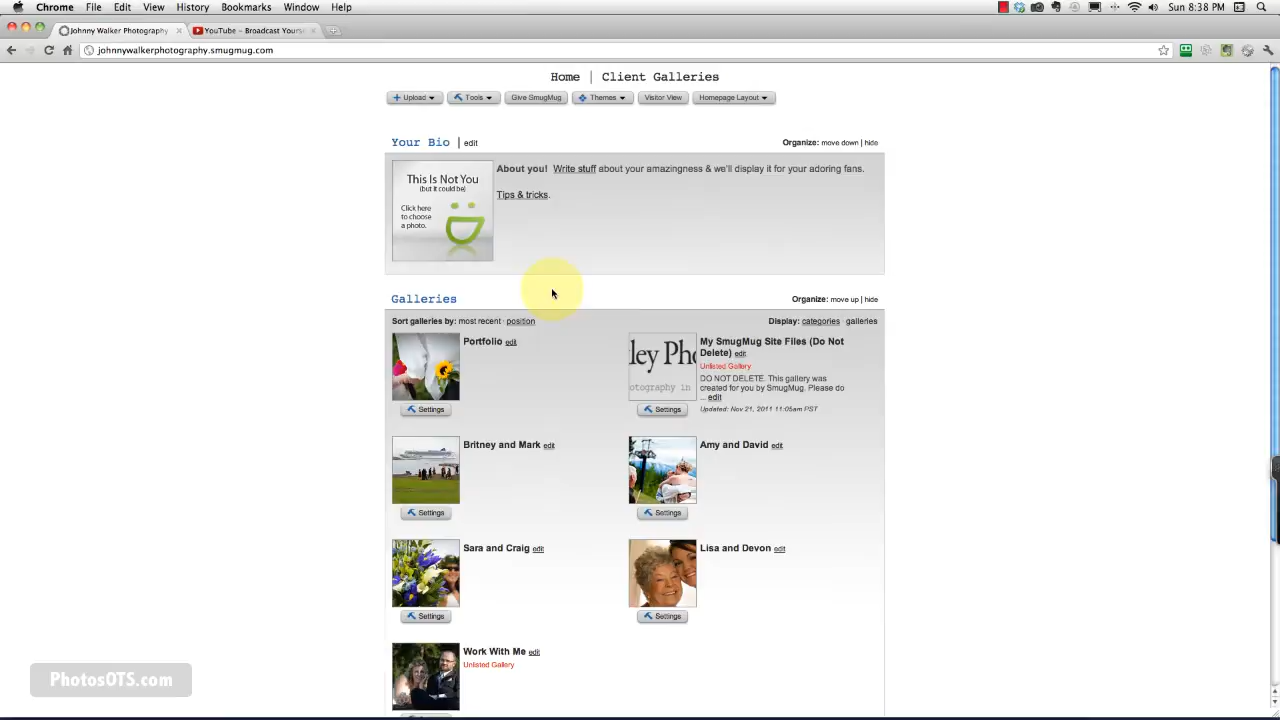 Chrome File Edit View History Bookmarks Window Help Sun 8:38 PM
Johnny Walker Photography YouTube – Broadcast Yourse
johnnywalkerphotography.smugmug.com
Home | Client Galleries
Upload Tools Give SmugMug Themes Visitor View Homepage Layout
Your Bio | edit Organize: move down | hide
This Is Not You
(but it could be)
Click here
to choose
a photo.
About you! Write stuff about your amazingness & we'll display it for your adoring fans.
Tips & tricks.
Galleries Organize: move up | hide
Sort galleries by: most recent · position Display: categories · galleries
Portfolio edit
Settings
ley Pho
otography in
My SmugMug Site Files (Do Not
Delete) edit
Unlisted Gallery
DO NOT DELETE. This gallery was
created for you by SmugMug. Please do
... edit
Updated: Nov 21, 2011 11:05am PST
Settings
Britney and Mark edit
Settings
Amy and David edit
Settings
Sara and Craig edit
Settings
Lisa and Devon edit
Settings
Work With Me edit
Unlisted Gallery
PhotosOTS.com